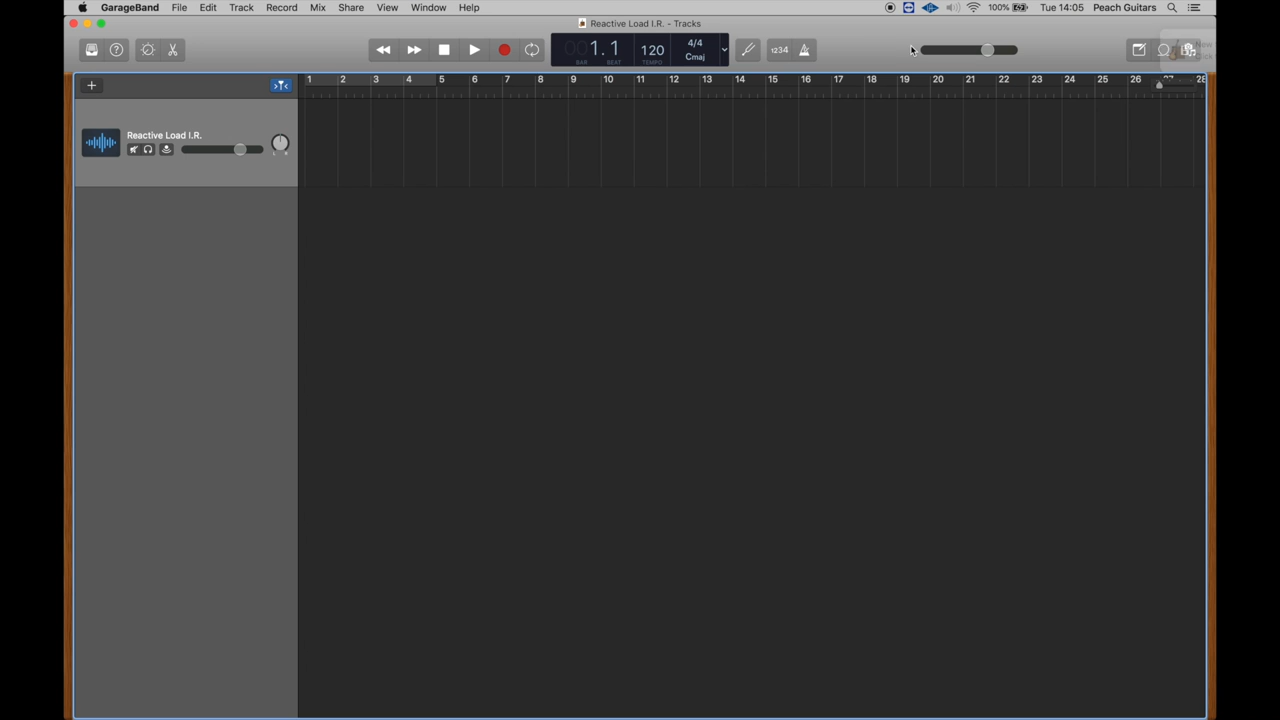 GarageBand File Edit Track Record Mix Share View Window Help 100% Tue 14:05 Peach Guitars
Reactive Load I.R. - Tracks
001.1 120 4/4
Cmaj
BAR BEAT TEMPO
1234
New
1 2 3 4 5 6 7 8 9 10 11 12 13 14 15 16 17 18 19 20 21 22 23 24 25 26 27 28
Reactive Load I.R.
L R